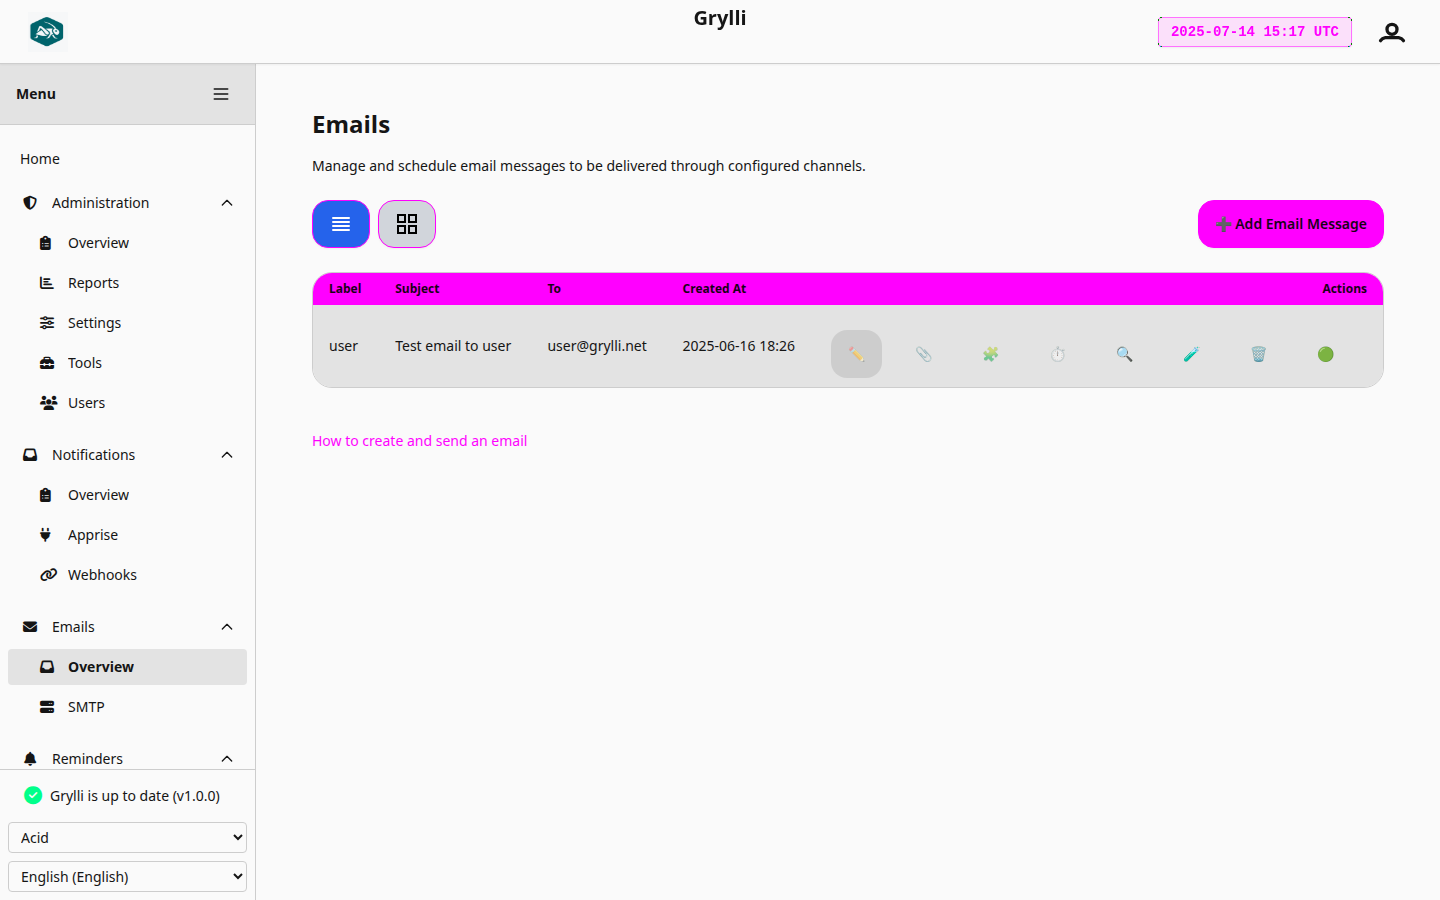 Grylli
2025-07-14 15:17 UTC
Menu
Home
Administration
Overview
Reports
Settings
Tools
Users
Notifications
Overview
Apprise
Webhooks
Emails
Overview
SMTP
Reminders
Grylli is up to date (v1.0.0)
Acid
English (English)
Emails
Manage and schedule email messages to be delivered through configured channels.
➕ Add Email Message
Label Subject To Created At Actions
user Test email to user user@grylli.net 2025-06-16 18:26
How to create and send an email